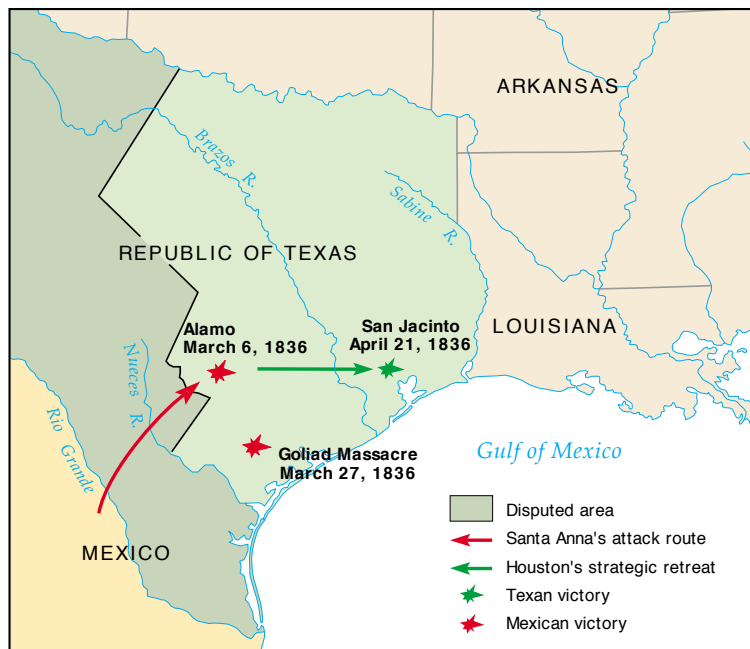 ARKANSAS
Brazos R.
Sabine R.
REPUBLIC OF TEXAS
Alamo
March 6, 1836
San Jacinto
April 21, 1836
LOUISIANA
Nueces R.
Rio Grande
Goliad Massacre
March 27, 1836
Gulf of Mexico
MEXICO
Disputed area
Santa Anna's attack route
Houston's strategic retreat
Texan victory
Mexican victory